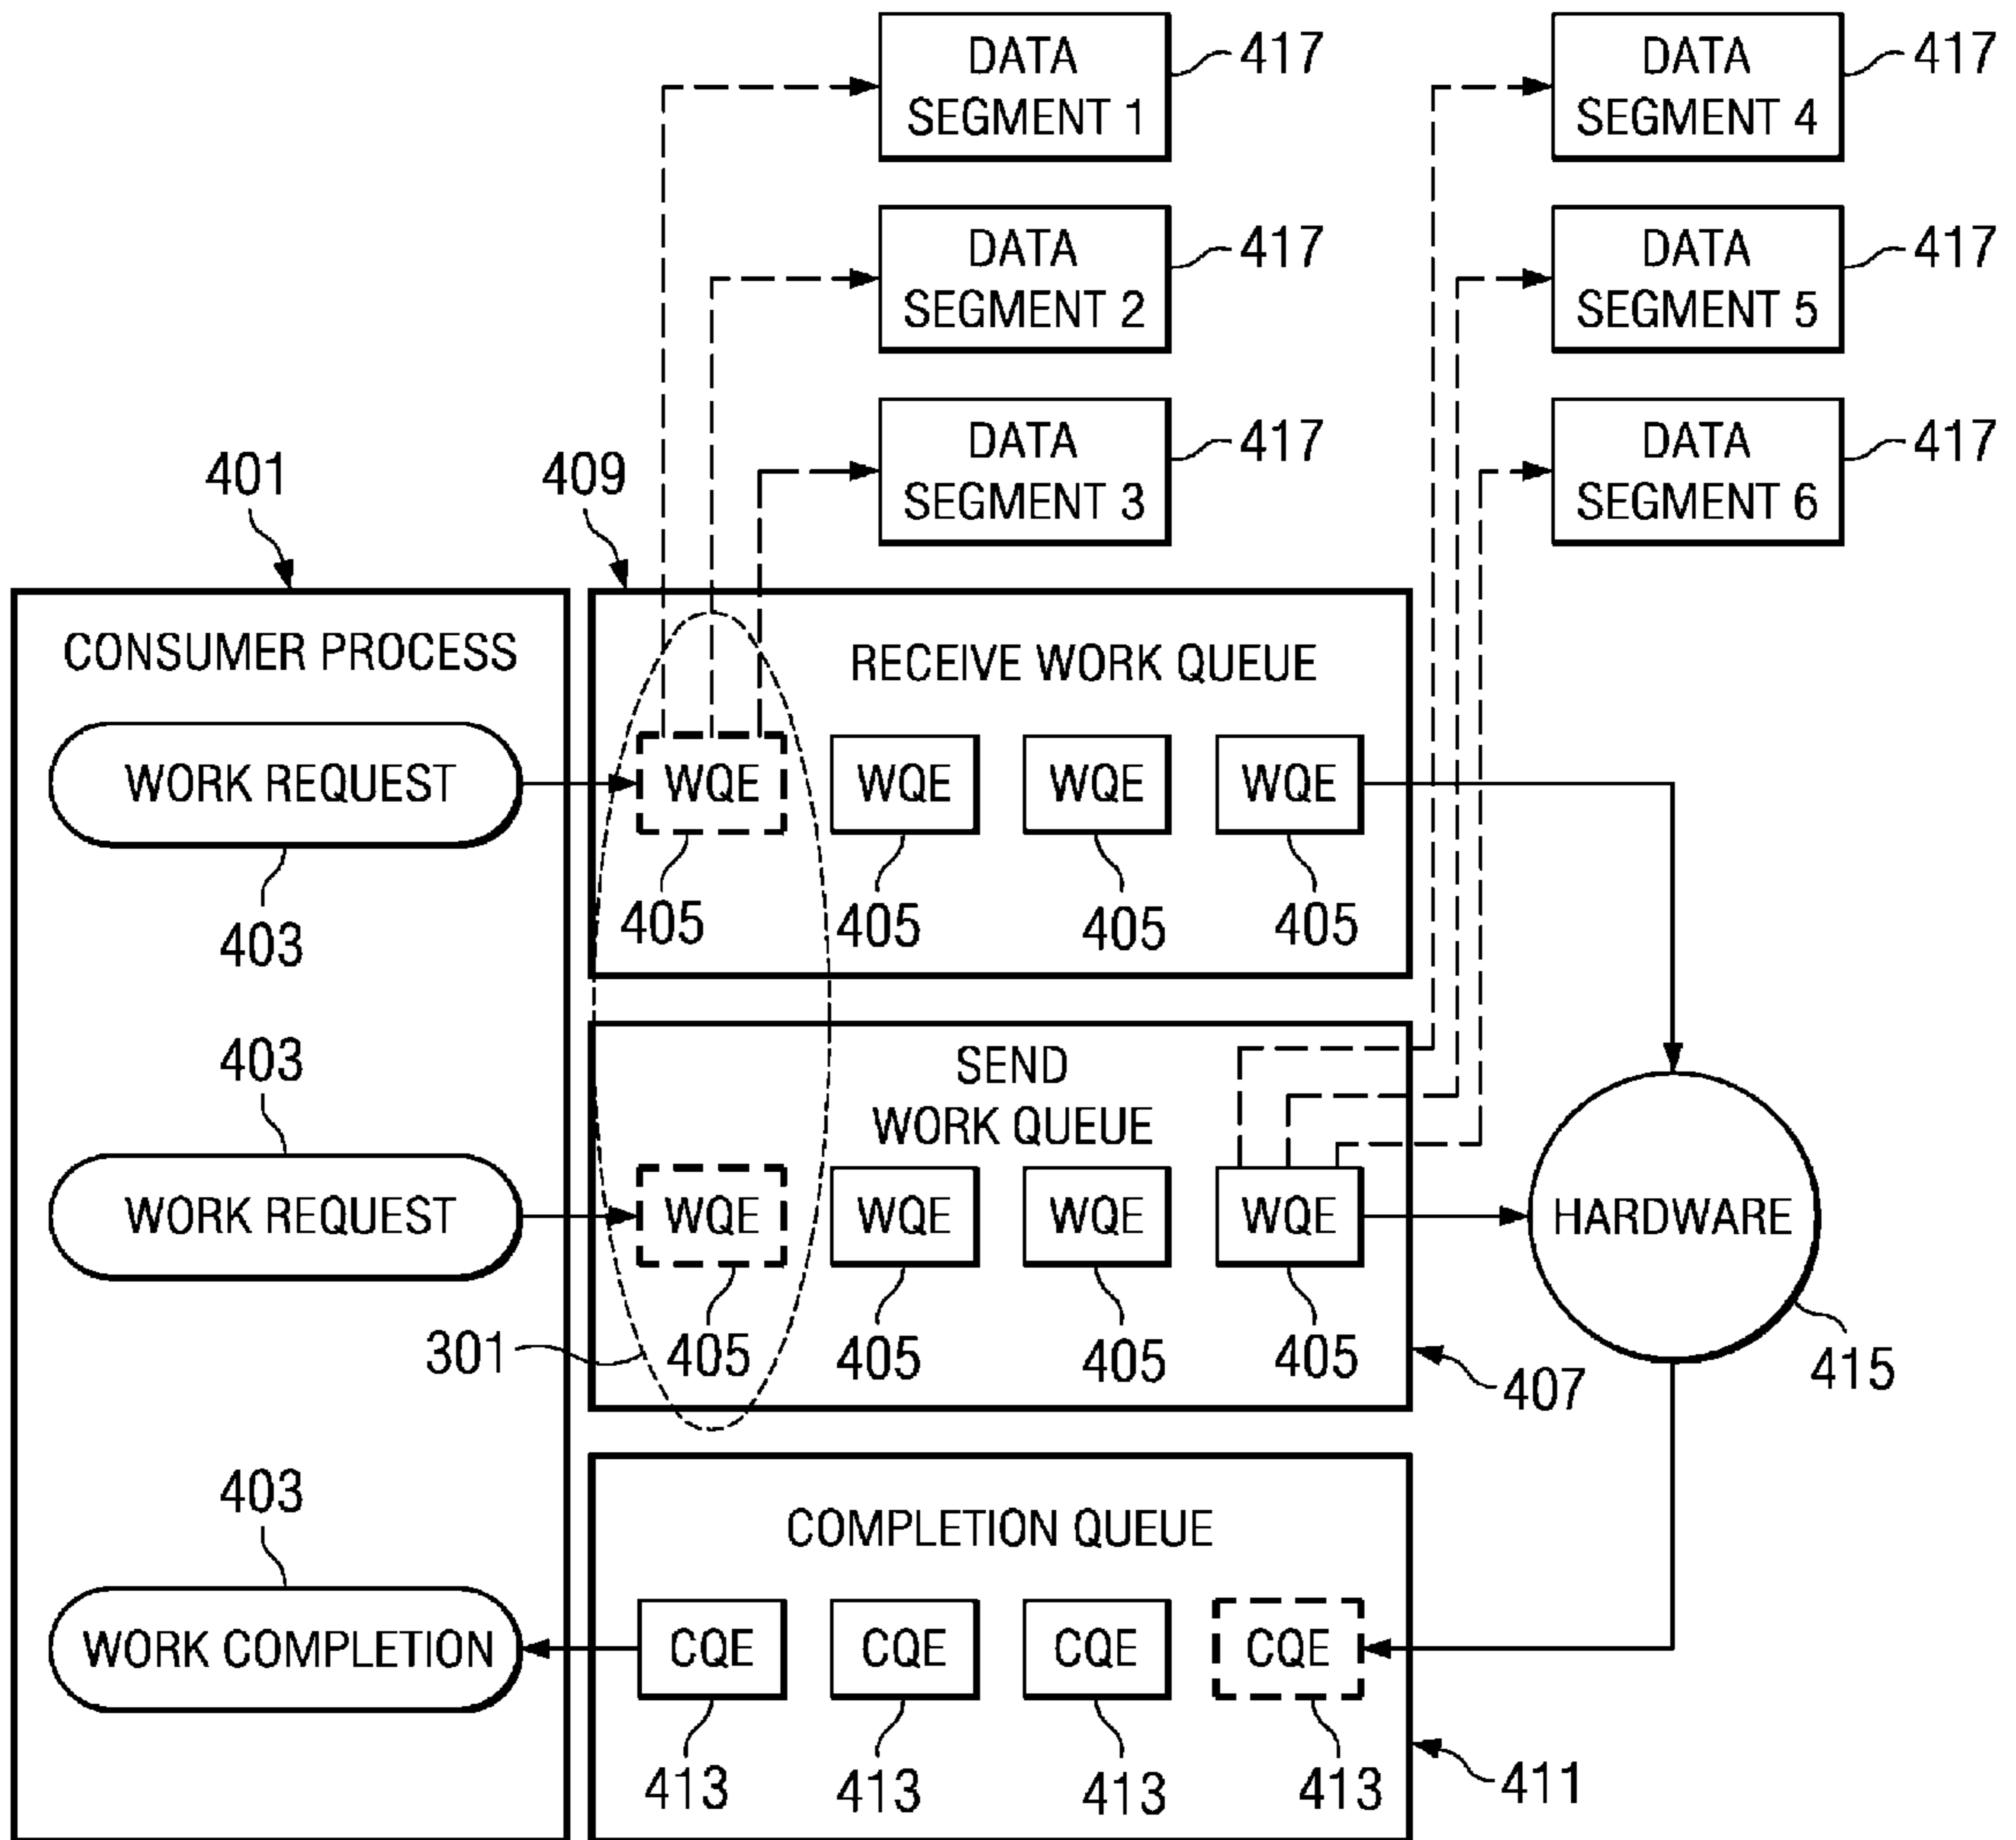 DATA
SEGMENT 1
417
DATA
SEGMENT 4
417
DATA
SEGMENT 2
417
DATA
SEGMENT 5
417
DATA
SEGMENT 3
417
DATA
SEGMENT 6
417
401
409
CONSUMER PROCESS
RECEIVE WORK QUEUE
WORK REQUEST
WQE
WQE
WQE
WQE
403
405
405
405
405
403
SEND
WORK QUEUE
WORK REQUEST
WQE
WQE
WQE
WQE
HARDWARE
301
405
405
405
405
407
415
403
COMPLETION QUEUE
WORK COMPLETION
CQE
CQE
CQE
CQE
413
413
413
413
411